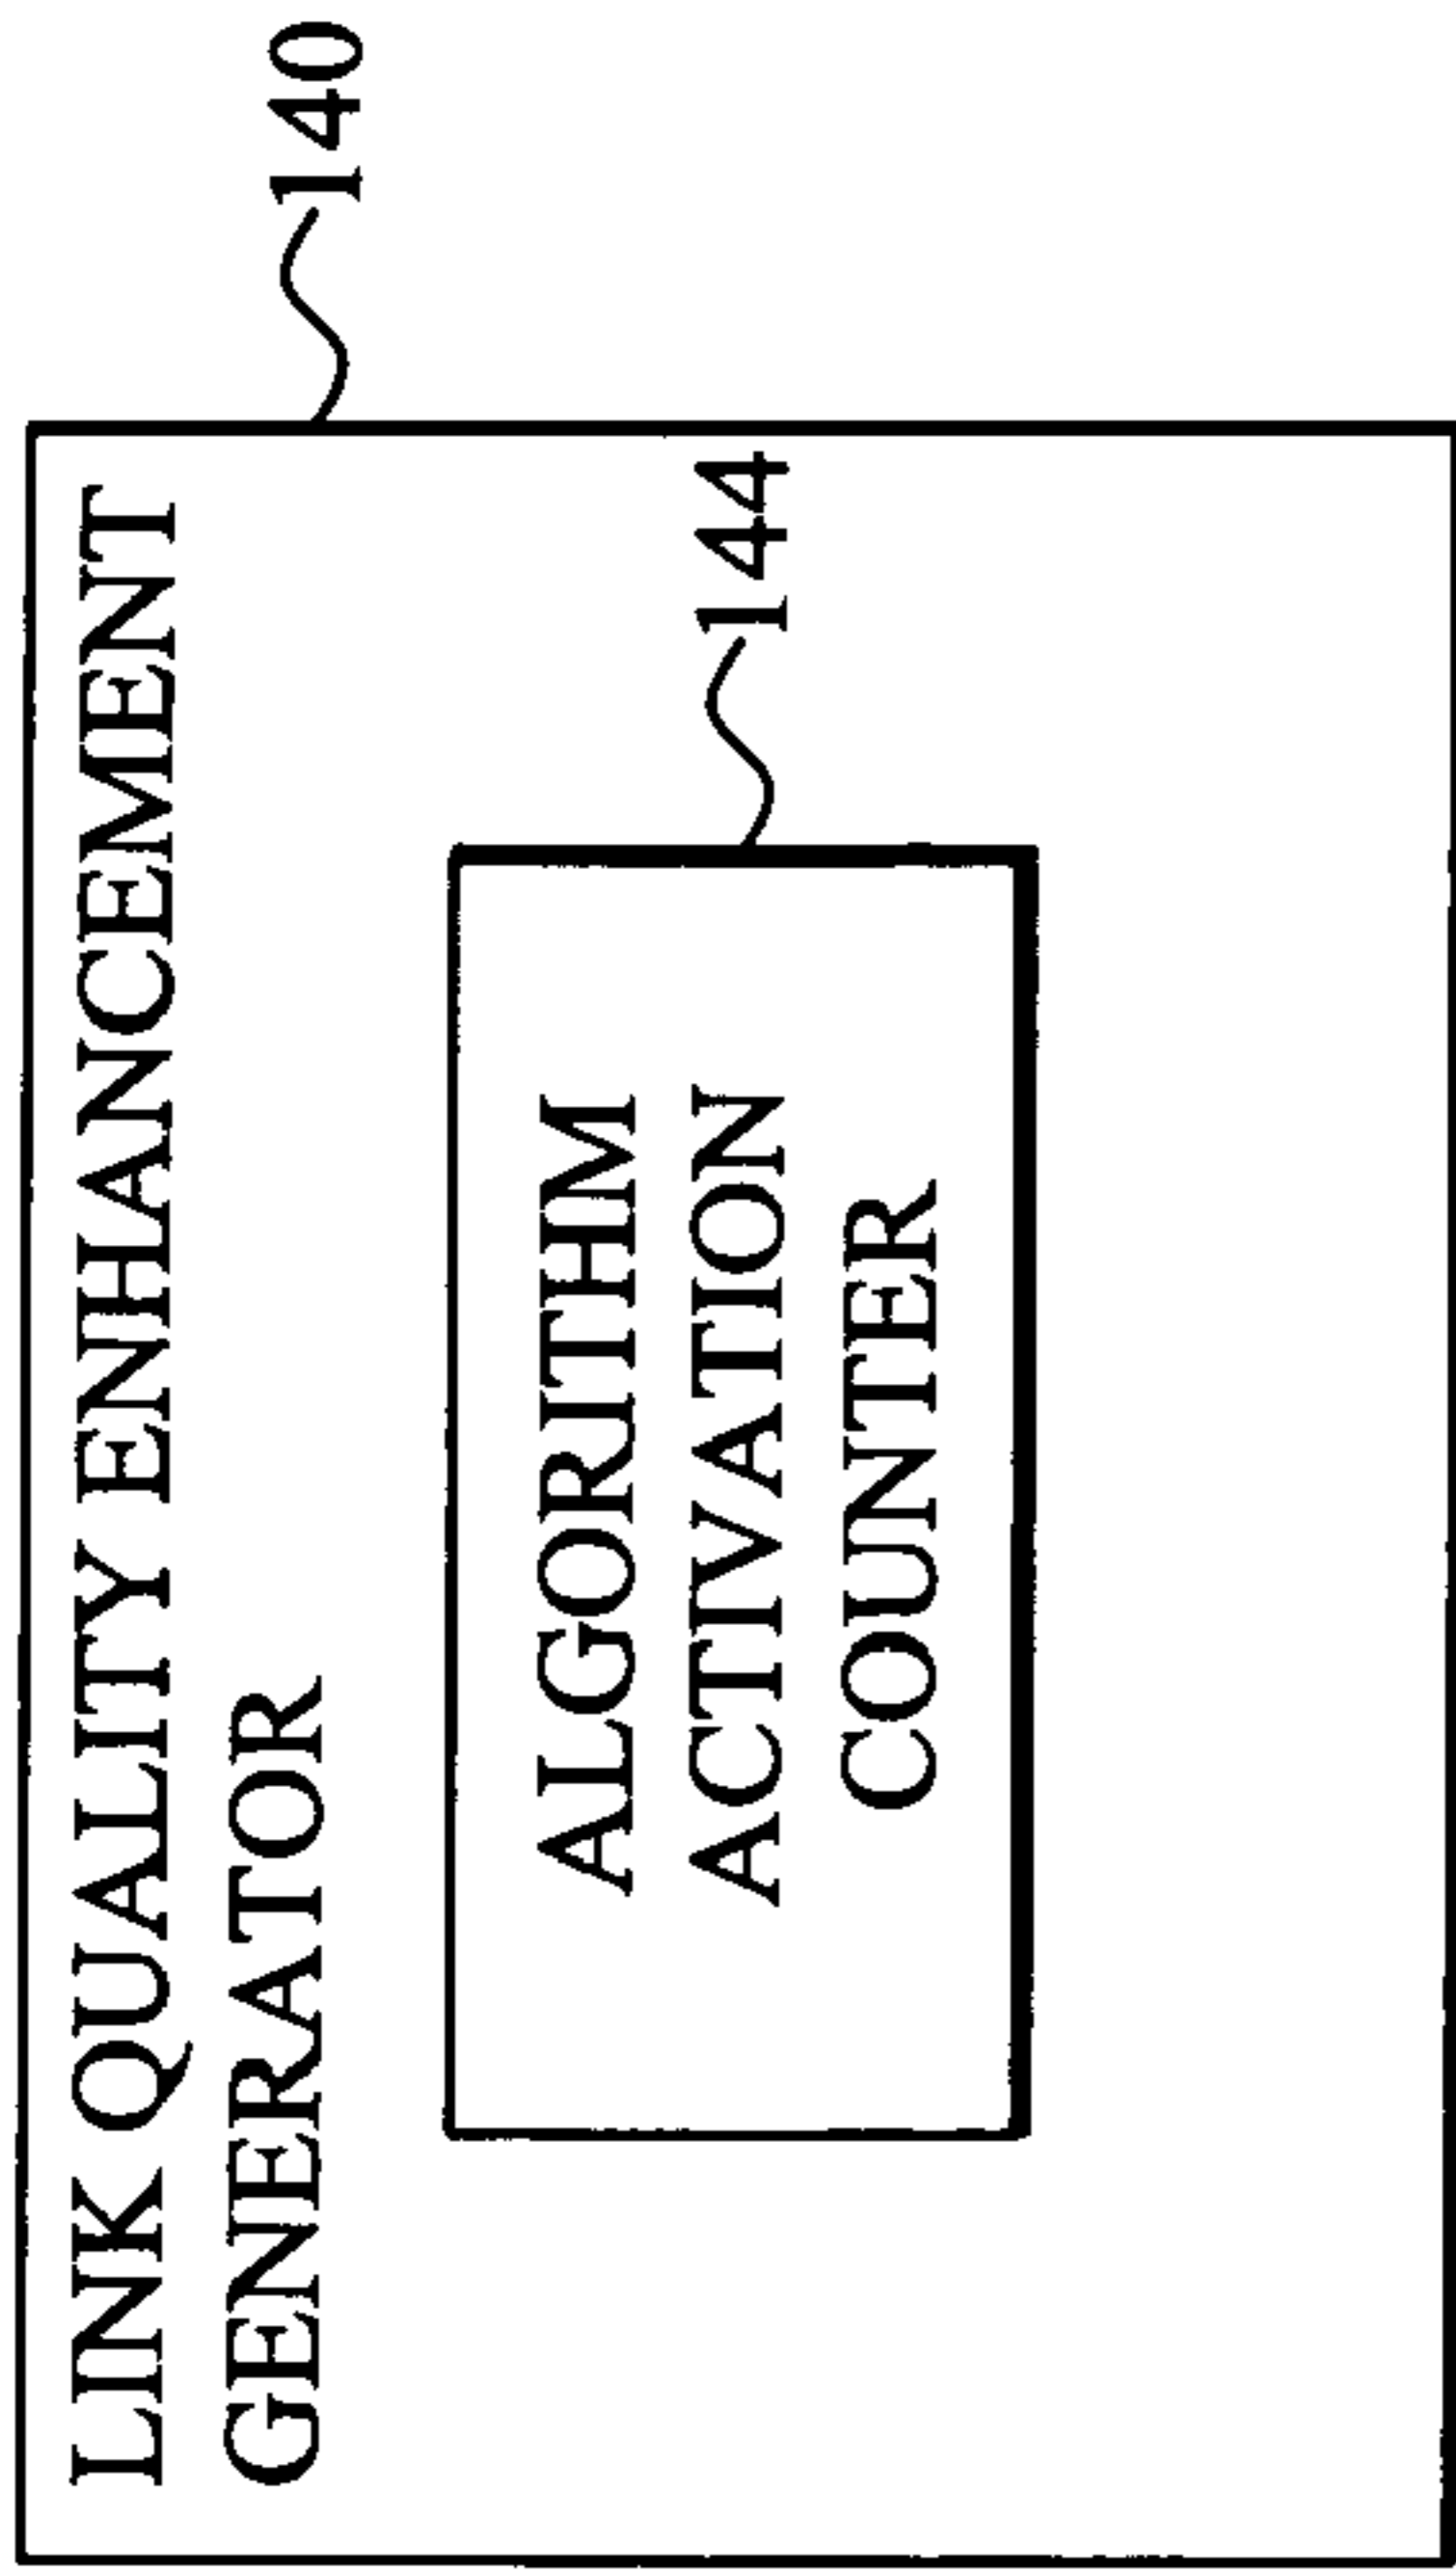 LINK QUALITY ENHANCEMENT
GENERATOR
140
144
ALGORITHM
ACTIVATION
COUNTER